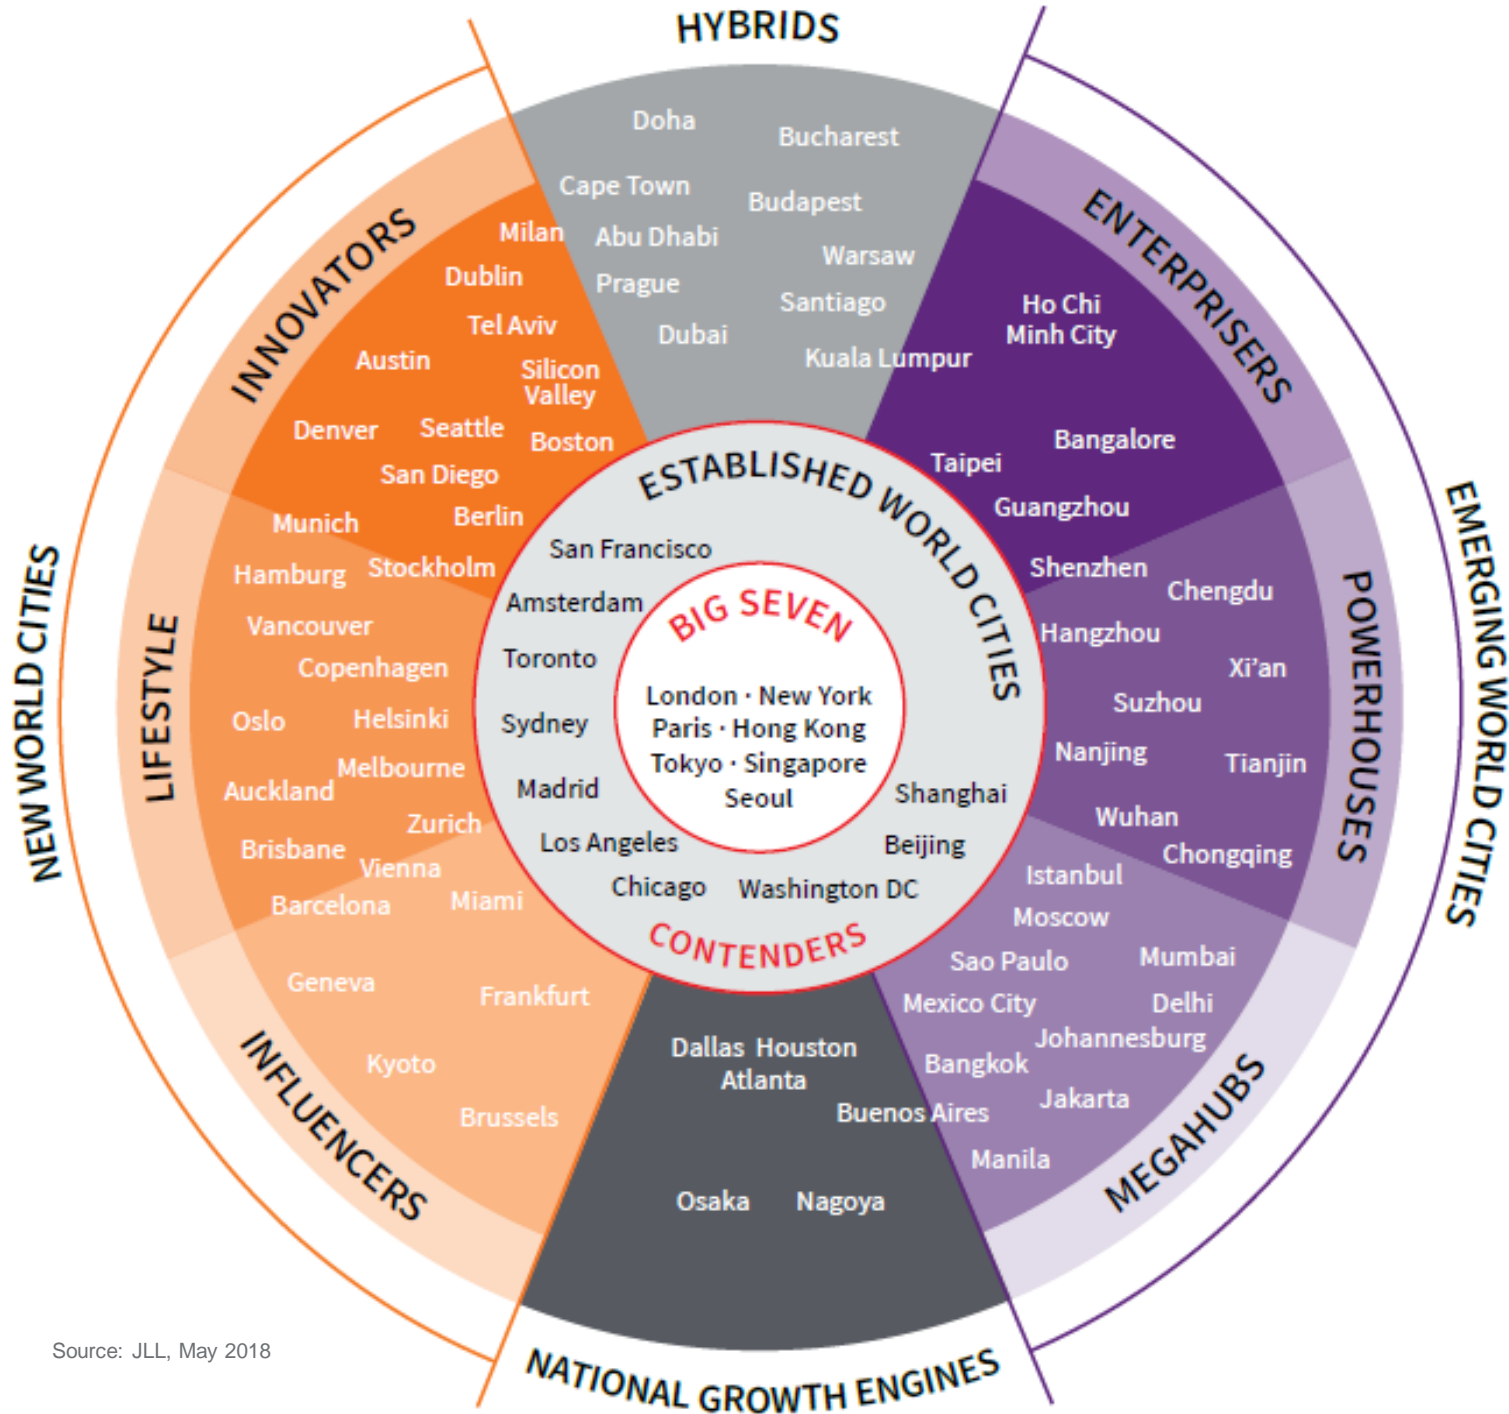 HYBRIDS
Doha
Bucharest
Cape Town
Budapest
Abu Dhabi
Warsaw
Prague
Santiago
Dubai
Kuala Lumpur
NEW WORLD CITIES
INNOVATORS
Milan
Dublin
Tel Aviv
Austin
Silicon
Valley
Denver
Seattle
Boston
San Diego
Berlin
Munich
Stockholm
LIFESTYLE
Hamburg
Vancouver
Copenhagen
Oslo
Helsinki
Melbourne
Auckland
Zurich
Brisbane
Vienna
Barcelona
Miami
INFLUENCERS
Geneva
Frankfurt
Kyoto
Brussels
ESTABLISHED WORLD CITIES
San Francisco
Amsterdam
Toronto
Sydney
Madrid
Los Angeles
Chicago
Washington DC
Beijing
Shanghai
CONTENDERS
BIG SEVEN
London · New York
Paris · Hong Kong
Tokyo · Singapore
Seoul
EMERGING WORLD CITIES
ENTERPRISERS
Ho Chi
Minh City
Bangalore
Taipei
Guangzhou
Shenzhen
POWERHOUSES
Chengdu
Hangzhou
Xi’an
Suzhou
Nanjing
Tianjin
Wuhan
Chongqing
MEGAHUBS
Istanbul
Moscow
Sao Paulo
Mumbai
Mexico City
Delhi
Johannesburg
Bangkok
Jakarta
Manila
NATIONAL GROWTH ENGINES
Dallas Houston
Atlanta
Buenos Aires
Osaka
Nagoya
Source: JLL, May 2018